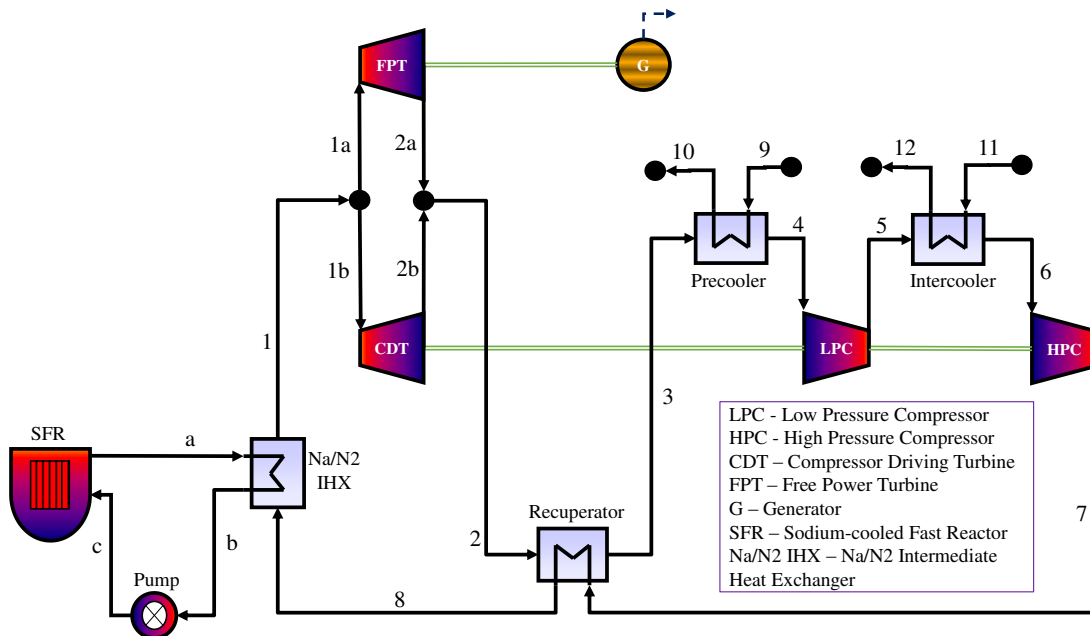 FPT
G
1a
2a
10
9
12
11
1b
2b
4
5
6
Precooler
Intercooler
1
CDT
LPC
HPC
3
SFR
a
Na/N2
IHX
LPC - Low Pressure Compressor
HPC - High Pressure Compressor
CDT – Compressor Driving Turbine
FPT – Free Power Turbine
G – Generator
SFR – Sodium-cooled Fast Reactor
Na/N2 IHX – Na/N2 Intermediate
Heat Exchanger
Recuperator
7
2
c
b
Pump
8